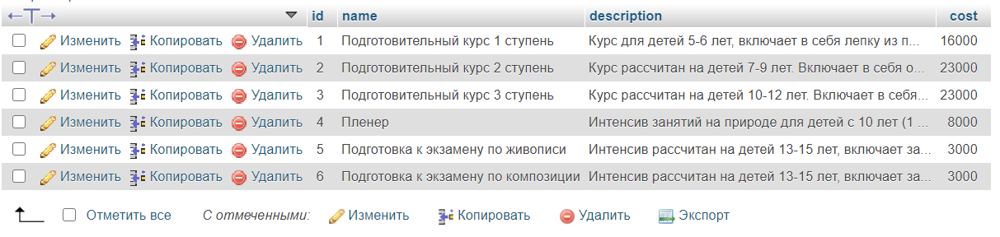 id name description cost
Изменить Копировать Удалить 1 Подготовительный курс 1 ступень Курс для детей 5-6 лет, включает в себя лепку из п... 16000
Изменить Копировать Удалить 2 Подготовительный курс 2 ступень Курс рассчитан на детей 7-9 лет. Включает в себя о... 23000
Изменить Копировать Удалить 3 Подготовительный курс 3 ступень Курс рассчитан на детей 10-12 лет. Включает в себя... 23000
Изменить Копировать Удалить 4 Пленер Интенсив занятий на природе для детей с 10 лет (1 ... 8000
Изменить Копировать Удалить 5 Подготовка к экзамену по живописи Интенсив рассчитан на детей 13-15 лет, включает за... 3000
Изменить Копировать Удалить 6 Подготовка к экзамену по композиции Интенсив рассчитан на детей 13-15 лет, включает за... 3000
Отметить все С отмеченными: Изменить Копировать Удалить Экспорт